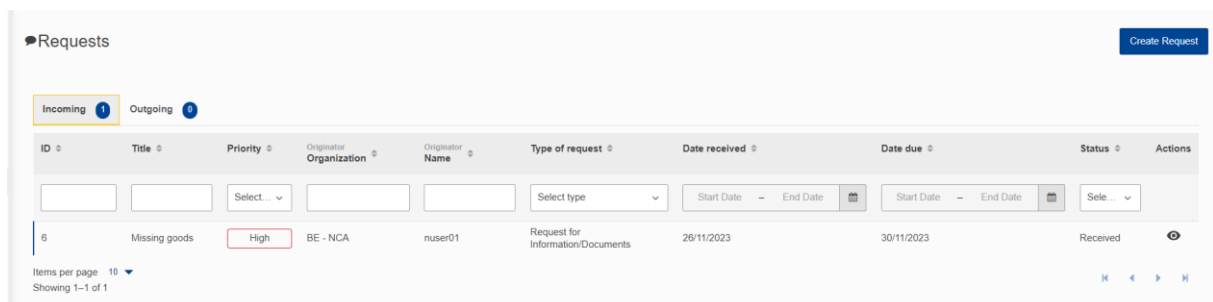 Requests
Create Request
Incoming 1 Outgoing 0
ID Title Priority Originator Organization Originator Name Type of request Date received Date due Status Actions
Select... Select type Start Date – End Date Start Date – End Date Sele...
6 Missing goods High BE - NCA nuser01 Request for Information/Documents 26/11/2023 30/11/2023 Received
Items per page 10
Showing 1–1 of 1